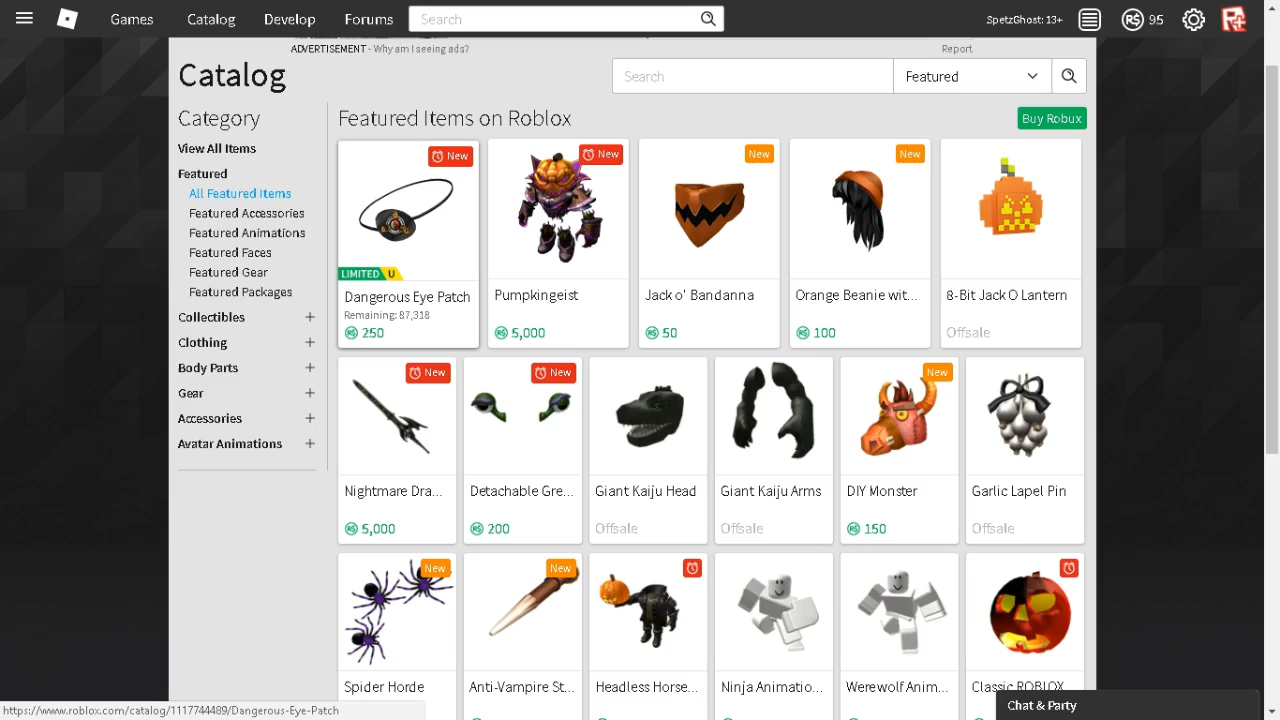 Games
Catalog
Develop
Forums
Search
SpetzGhost: 13+
95
ADVERTISEMENT - Why am I seeing ads?
Report
Catalog
Search
Featured
Category
View All Items
Featured
All Featured Items
Featured Accessories
Featured Animations
Featured Faces
Featured Gear
Featured Packages
Collectibles +
Clothing +
Body Parts +
Gear +
Accessories +
Avatar Animations +
Featured Items on Roblox
Buy Robux
New
LIMITED U
Dangerous Eye Patch
Remaining: 87,318
R$ 250
New
Pumpkingeist
R$ 5,000
New
Jack o' Bandanna
R$ 50
New
Orange Beanie wit...
R$ 100
8-Bit Jack O Lantern
Offsale
New
Nightmare Dra...
R$ 5,000
New
Detachable Gre...
R$ 200
Giant Kaiju Head
Offsale
Giant Kaiju Arms
Offsale
New
DIY Monster
R$ 150
Garlic Lapel Pin
Offsale
New
Spider Horde
New
Anti-Vampire St...
Headless Horse...
Ninja Animatio...
Werewolf Anim...
Classic ROBLOX
Chat & Party
https://www.roblox.com/catalog/1117744489/Dangerous-Eye-Patch